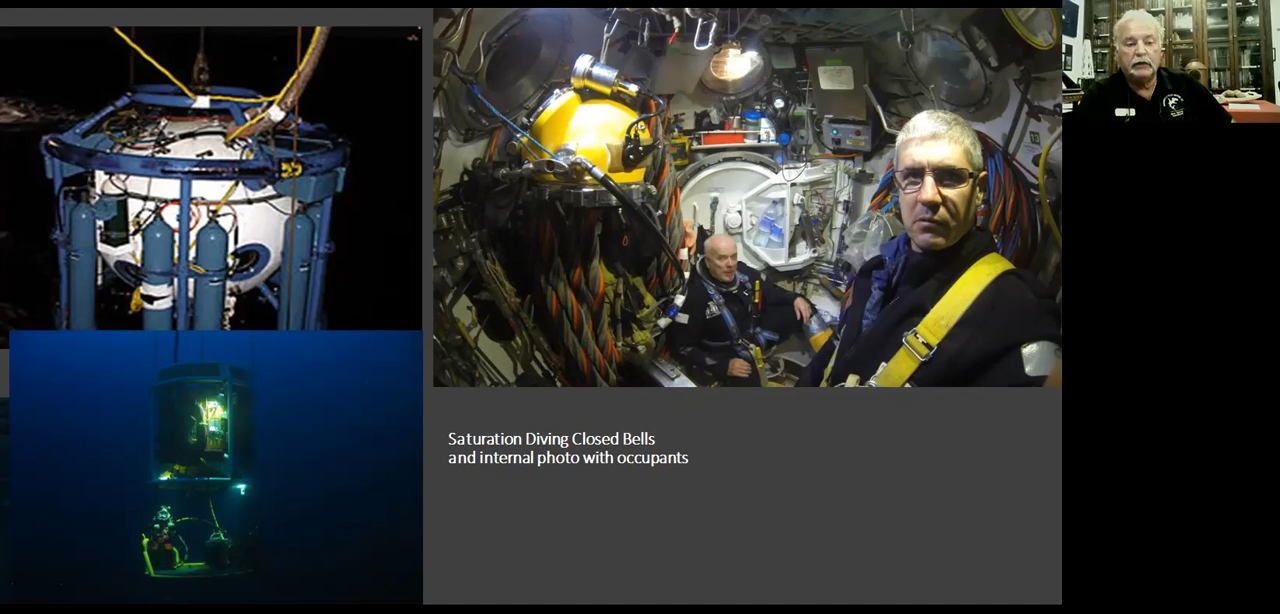 Saturation Diving Closed Bells
and internal photo with occupants